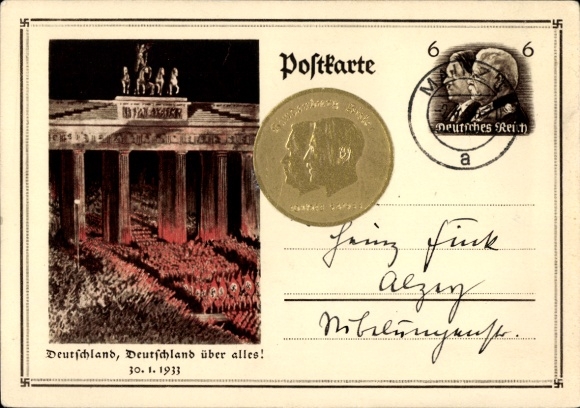 Postkarte
6 6
Deutsches Reich
a
Heinz Fink
Alzey
Nibelungenstr.
Deutschland, Deutschland über alles!
30. 1. 1933